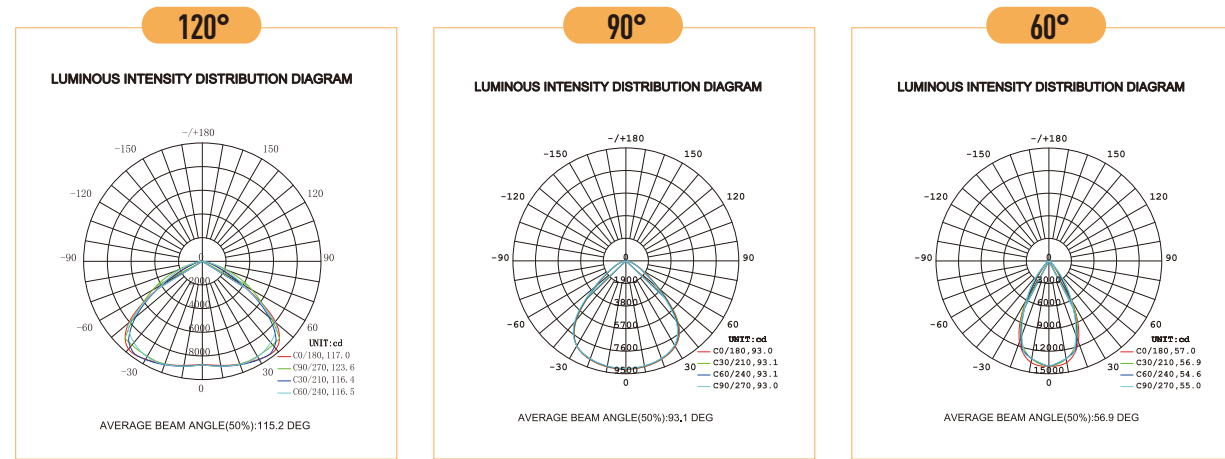 120°
LUMINOUS INTENSITY DISTRIBUTION DIAGRAM
-/+180
-150
150
-120
120
-90
90
-60
60
-30
30
0
0
2000
4000
6000
8000
UNIT:cd
C0/180,117.0
C90/270,123.6
C30/210,116.4
C60/240,116.5
AVERAGE BEAM ANGLE(50%):115.2 DEG
90°
LUMINOUS INTENSITY DISTRIBUTION DIAGRAM
-/+180
-150
150
-120
120
-90
90
-60
60
-30
30
0
0
1900
3800
5700
7600
9500
UNIT:cd
C0/180,93.0
C30/210,93.1
C60/240,93.1
C90/270,93.0
AVERAGE BEAM ANGLE(50%):93.1 DEG
60°
LUMINOUS INTENSITY DISTRIBUTION DIAGRAM
-/+180
-150
150
-120
120
-90
90
-60
60
-30
30
0
0
3000
6000
9000
12000
15000
UNIT:cd
C0/180,57.0
C30/210,56.9
C60/240,54.6
C90/270,55.0
AVERAGE BEAM ANGLE(50%):56.9 DEG